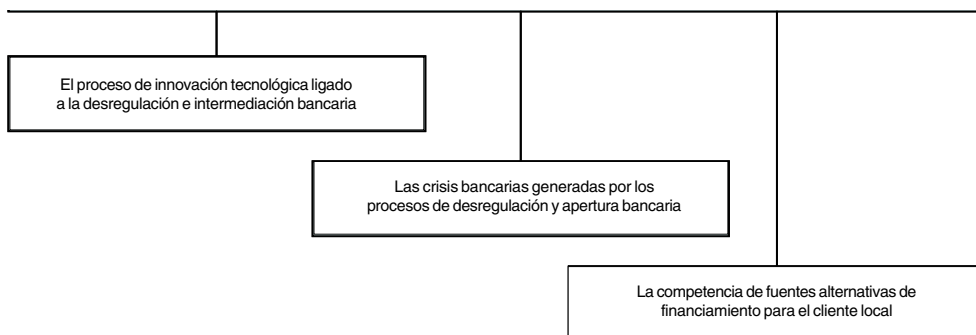 El proceso de innovación tecnológica ligado
a la desregulación e intermediación bancaria
Las crisis bancarias generadas por los
procesos de desregulación y apertura bancaria
La competencia de fuentes alternativas de
financiamiento para el cliente local